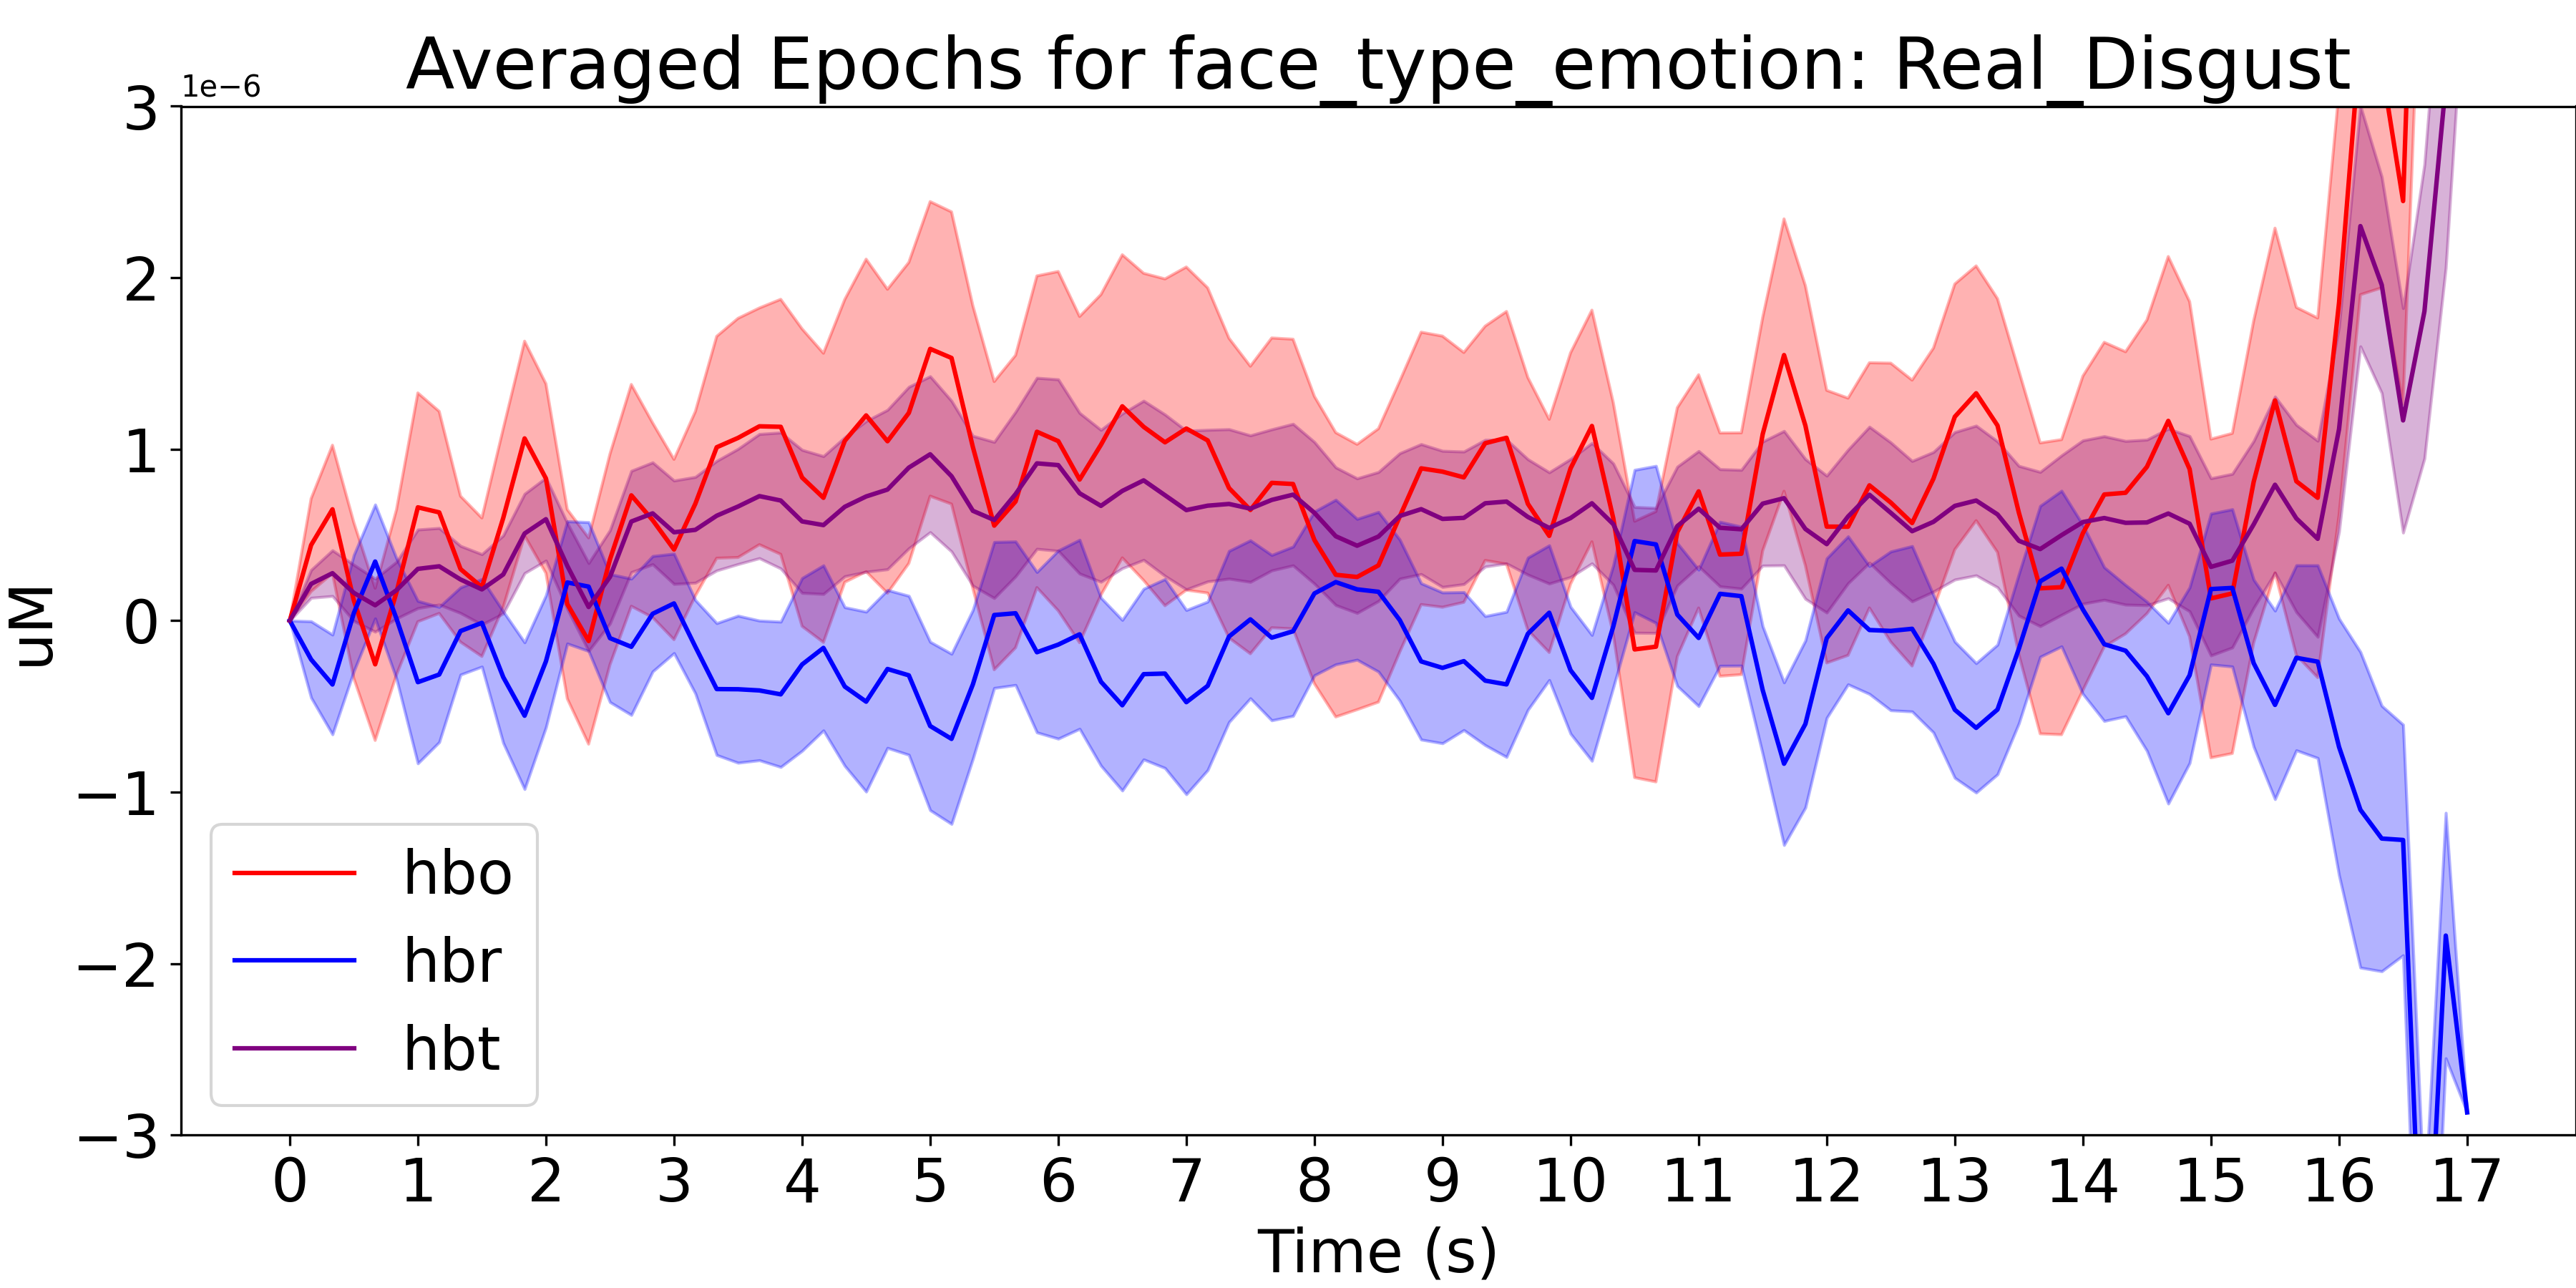 Averaged Epochs for face_type_emotion: Real_Disgust
1e−6
3
2
1
0
−1
−2
−3
uM
hbo
hbr
hbt
0 1 2 3 4 5 6 7 8 9 10 11 12 13 14 15 16 17
Time (s)